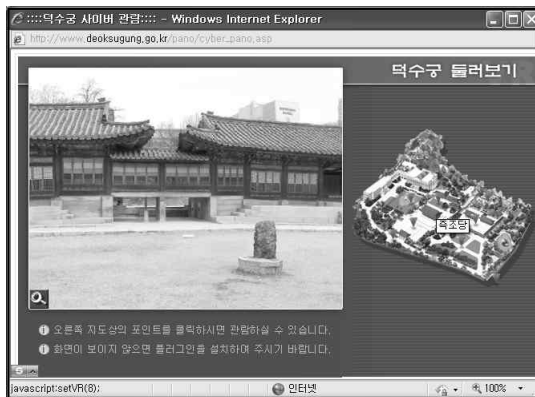 ::::덕수궁 사이버 관람:::: - Windows Internet Explorer
http://www.deoksugung.go.kr/pano/cyber_pano.asp
덕수궁 둘러보기
즉조당
오른쪽 지도상의 포인트를 클릭하시면 관람하실 수 있습니다.
화면이 보이지 않으면 플러그인을 설치하여 주시기 바랍니다.
javascript:setVR(8);
인터넷
100%